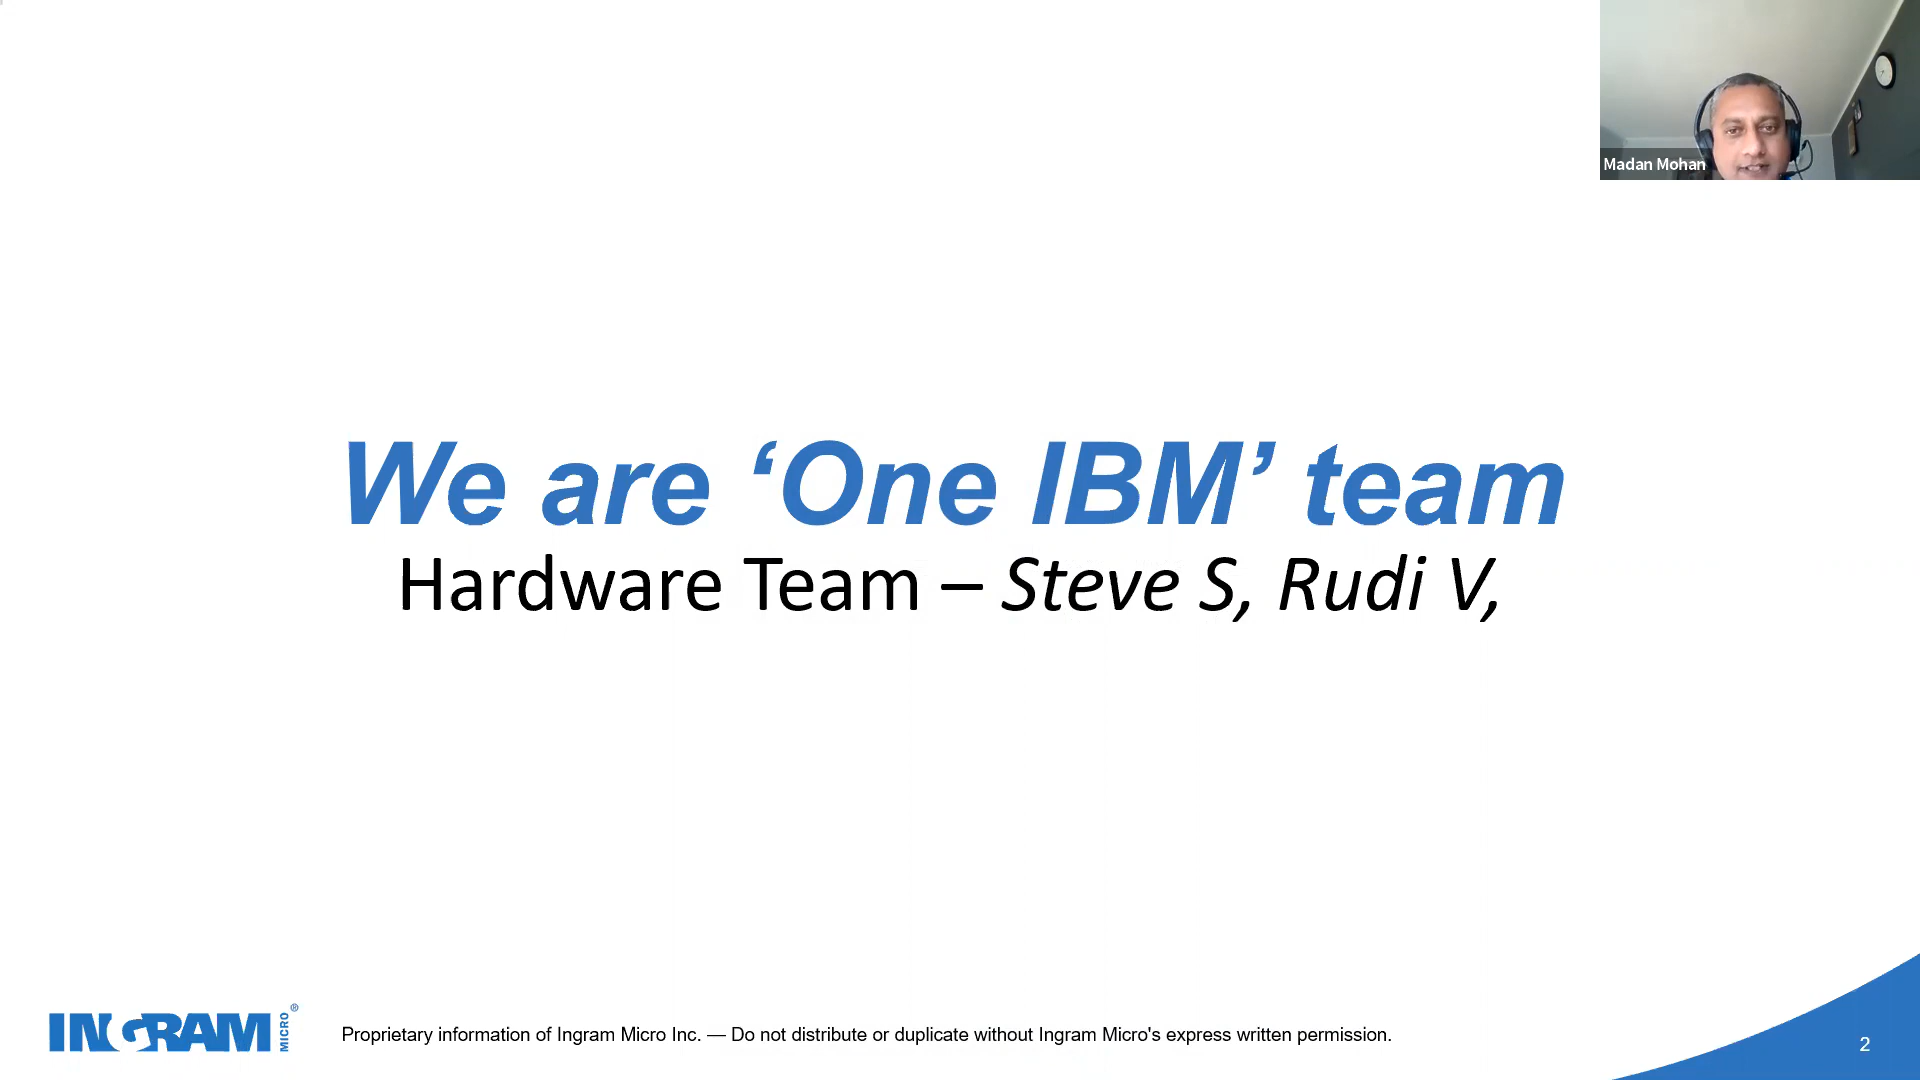 Madan Mohan
We are ‘One IBM’ team
Hardware Team – Steve S, Rudi V,
INGRAM MICRO®
Proprietary information of Ingram Micro Inc. — Do not distribute or duplicate without Ingram Micro's express written permission.
2